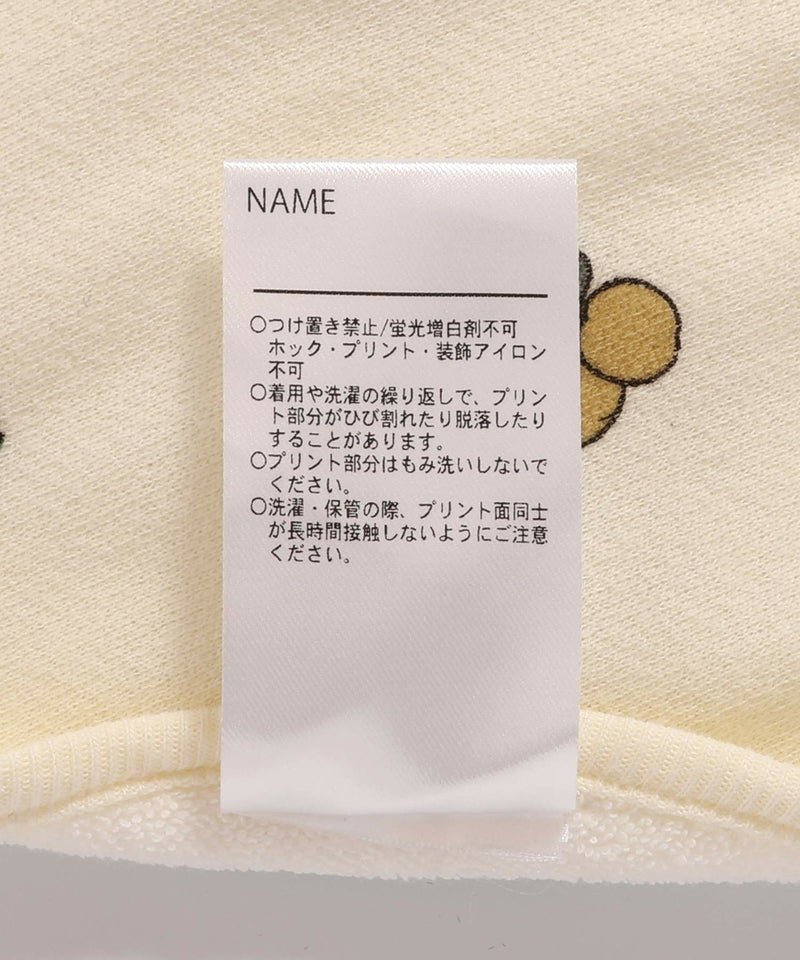 NAME
○つけ置き禁止/蛍光増白剤不可
ホック・プリント・装飾アイロン
不可
○着用や洗濯の繰り返しで、プリン
ト部分がひび割れたり脱落したり
することがあります。
○プリント部分はもみ洗いしないで
ください。
○洗濯・保管の際、プリント面同士
が長時間接触しないようにご注意
ください。